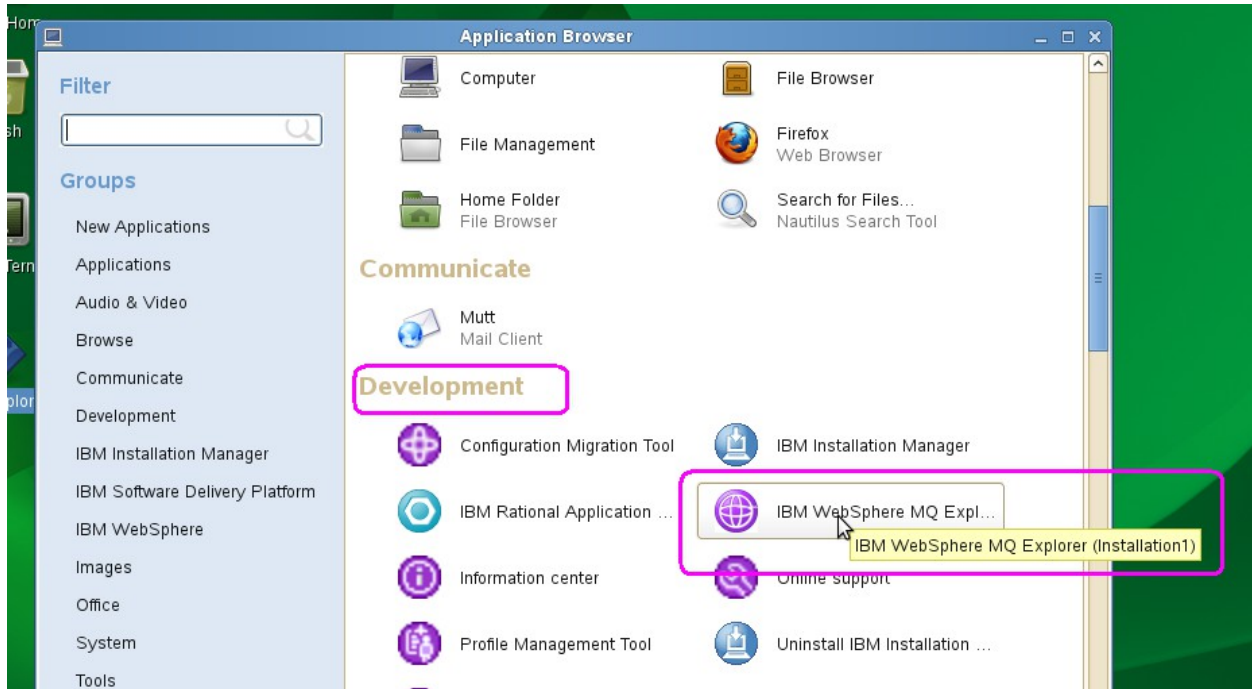 Hom
Application Browser
sh
Tern
plor
Filter
Groups
New Applications
Applications
Audio & Video
Browse
Communicate
Development
IBM Installation Manager
IBM Software Delivery Platform
IBM WebSphere
Images
Office
System
Tools
Computer
File Browser
File Management
Firefox
Web Browser
Home Folder
File Browser
Search for Files...
Nautilus Search Tool
Communicate
Mutt
Mail Client
Development
Configuration Migration Tool
IBM Installation Manager
IBM Rational Application ...
IBM WebSphere MQ Expl...
IBM WebSphere MQ Explorer (Installation1)
Information center
Online support
Profile Management Tool
Uninstall IBM Installation ...